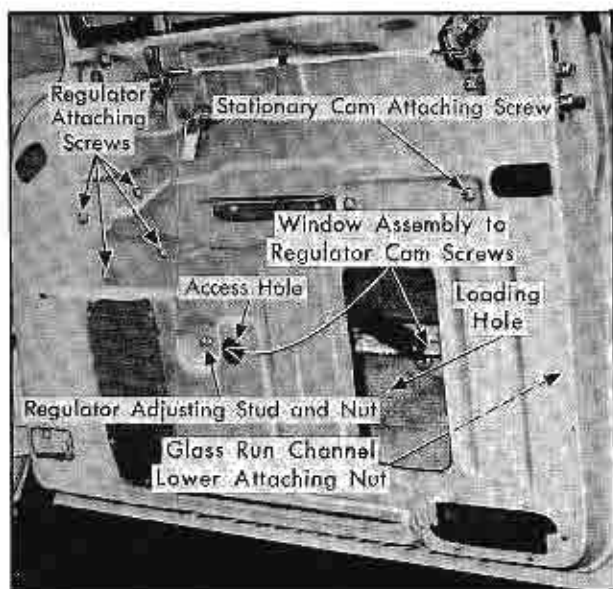 Regulator
Attaching
Screws
Stationary Cam Attaching Screw
Window Assembly to
Regulator Cam Screws
Access Hole
Loading
Hole
Regulator Adjusting Stud and Nut
Glass Run Channel
Lower Attaching Nut